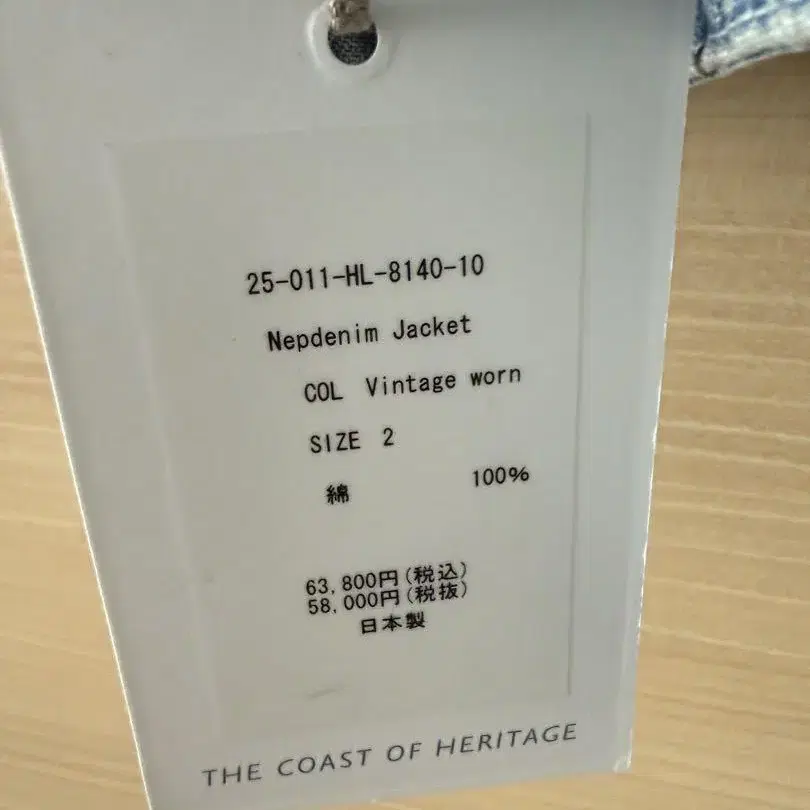 25-011-HL-8140-10
Nepdenim Jacket
COL Vintage worn
SIZE 2
綿 100%
63,800円(税込)
58,000円(税抜)
日本製
THE COAST OF HERITAGE